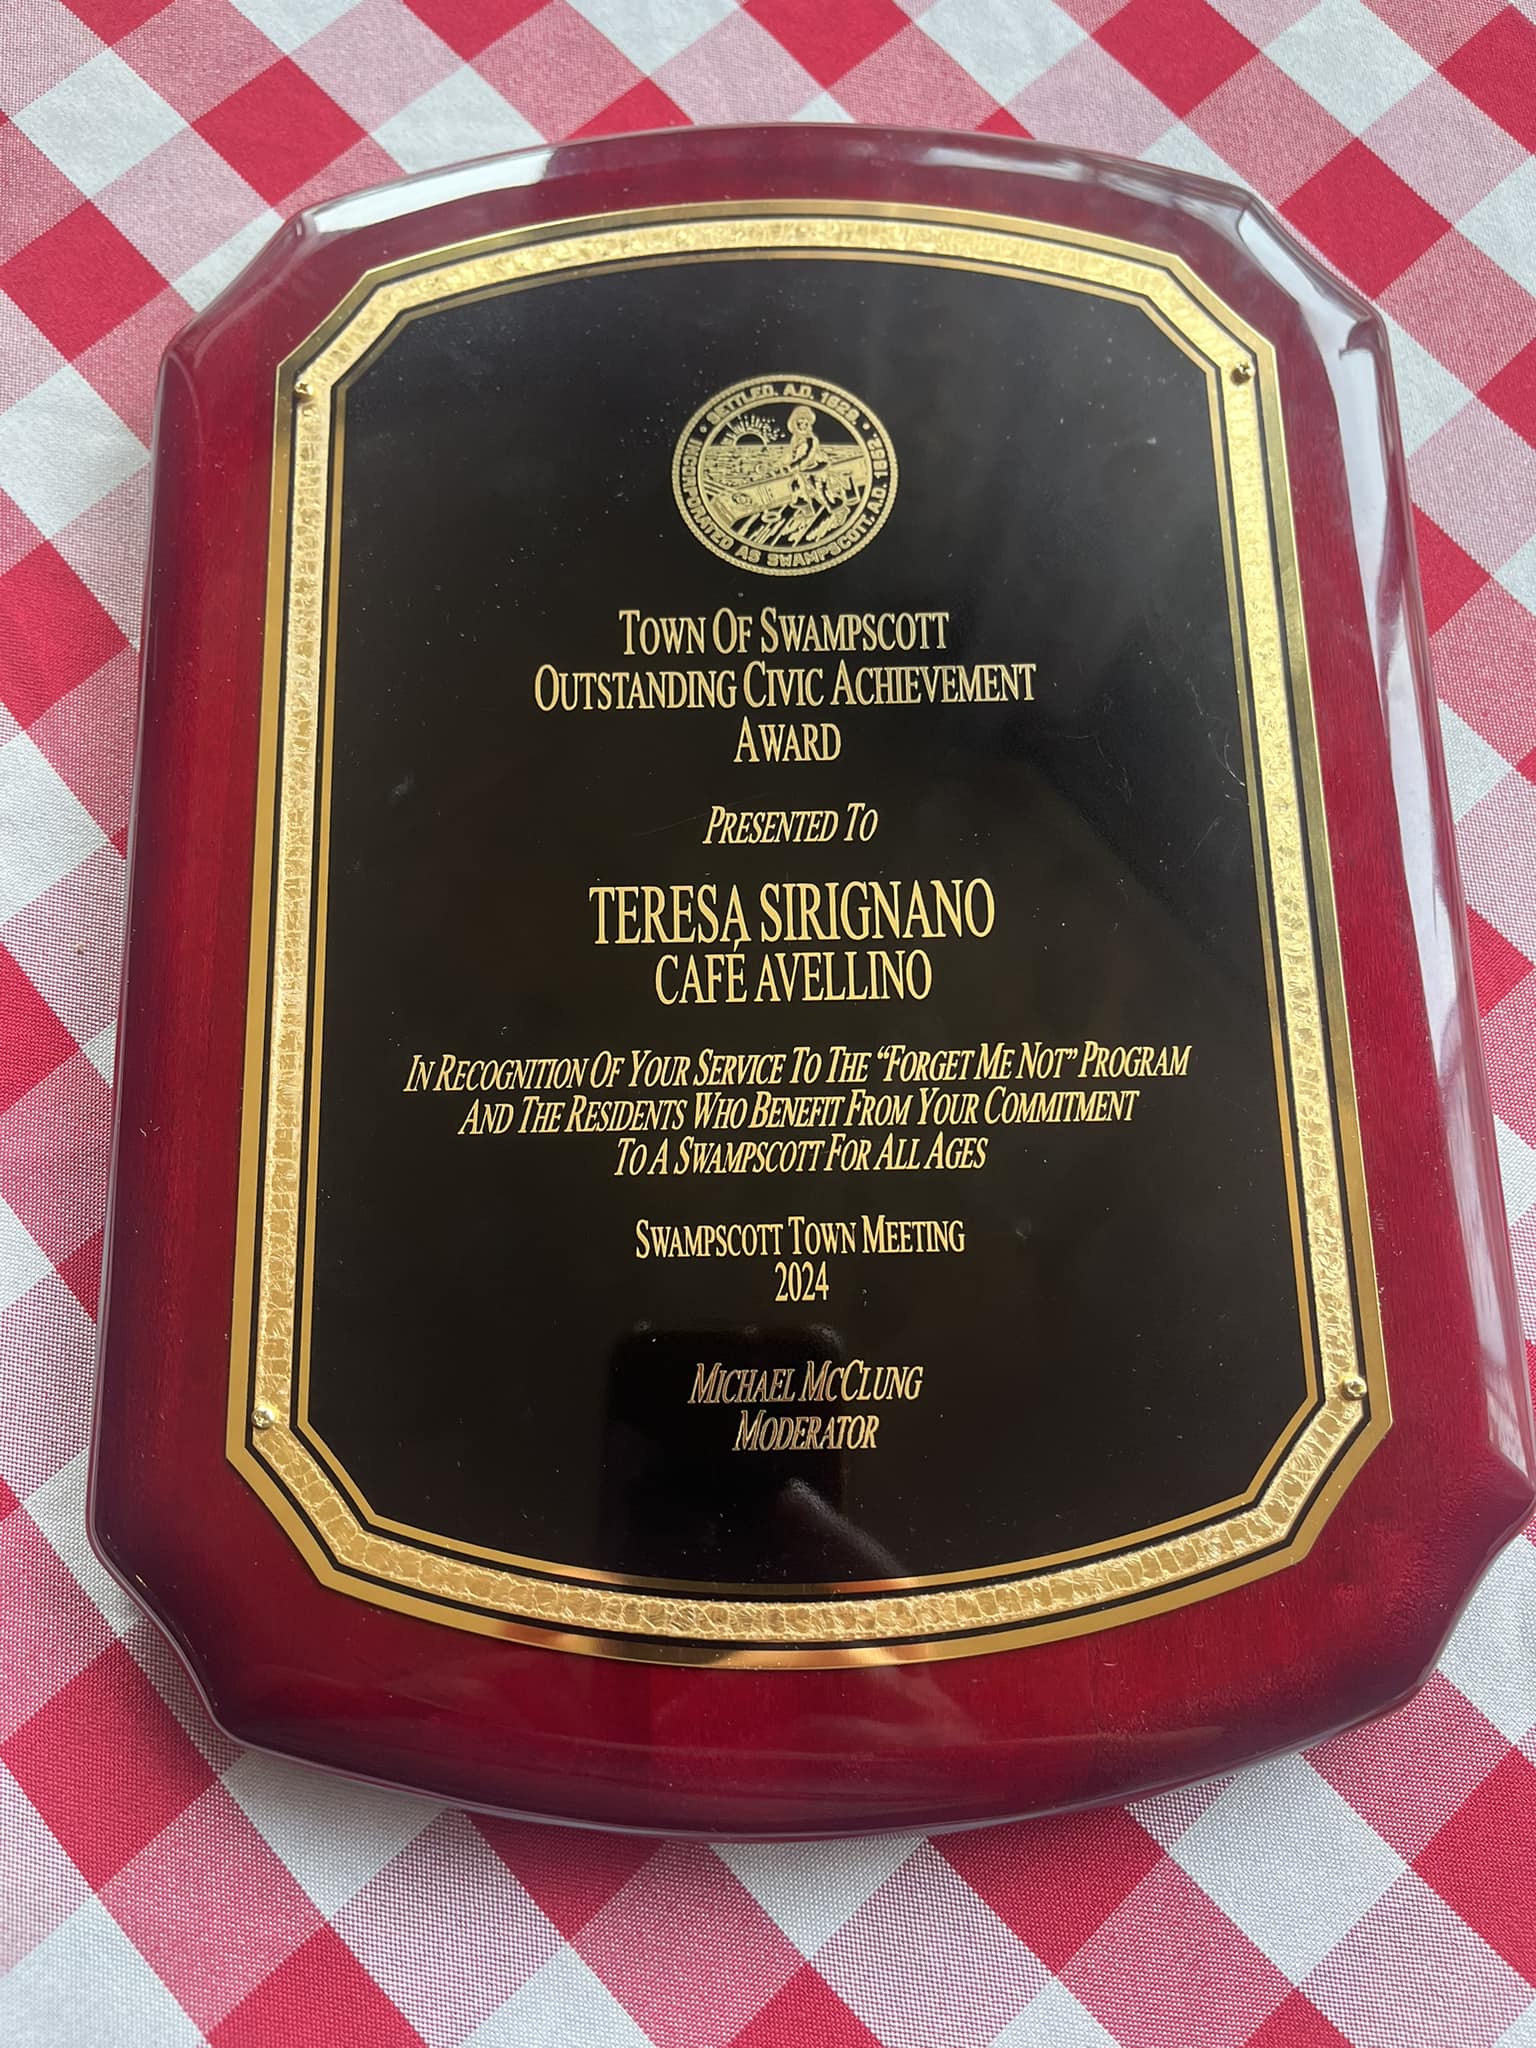 SETTLED, A.D. 1629.
INCORPORATED AS SWAMPSCOTT, A.D. 1852.
TOWN OF SWAMPSCOTT
OUTSTANDING CIVIC ACHIEVEMENT
AWARD
PRESENTED TO
TERESA SIRIGNANO
CAFÉ AVELLINO
IN RECOGNITION OF YOUR SERVICE TO THE “FORGET ME NOT” PROGRAM
AND THE RESIDENTS WHO BENEFIT FROM YOUR COMMITMENT
TO A SWAMPSCOTT FOR ALL AGES
SWAMPSCOTT TOWN MEETING
2024
MICHAEL MCCLUNG
MODERATOR